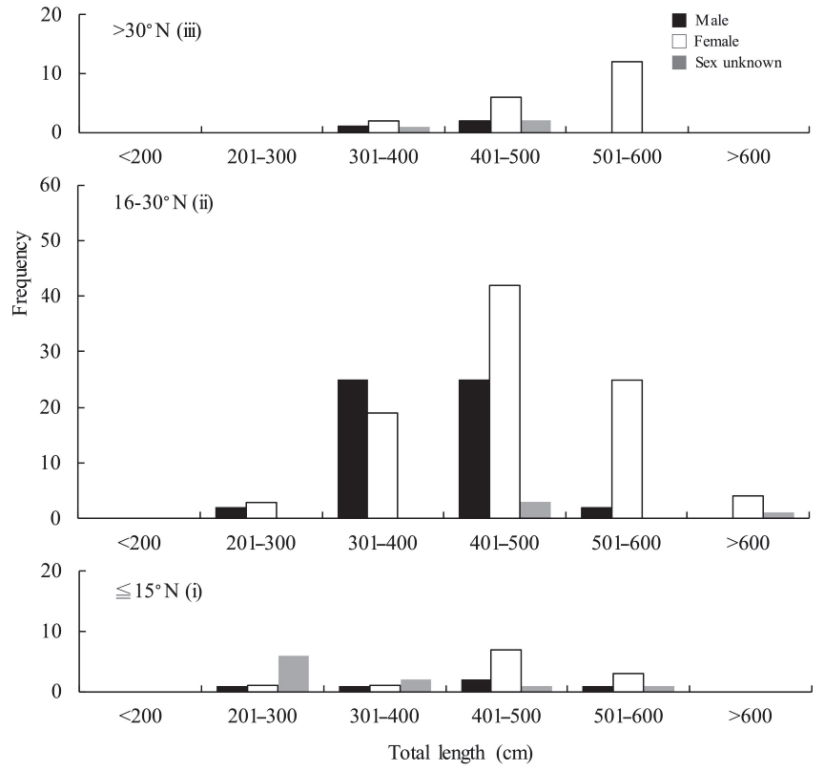 20
>30°N (iii)
Male
Female
Sex unknown
10
0
<200 201–300 301–400 401–500 501–600 >600
60
16-30°N (ii)
50
40
30
20
10
0
Frequency
<200 201–300 301–400 401–500 501–600 >600
20
≦15°N (i)
10
0
<200 201–300 301–400 401–500 501–600 >600
Total length (cm)